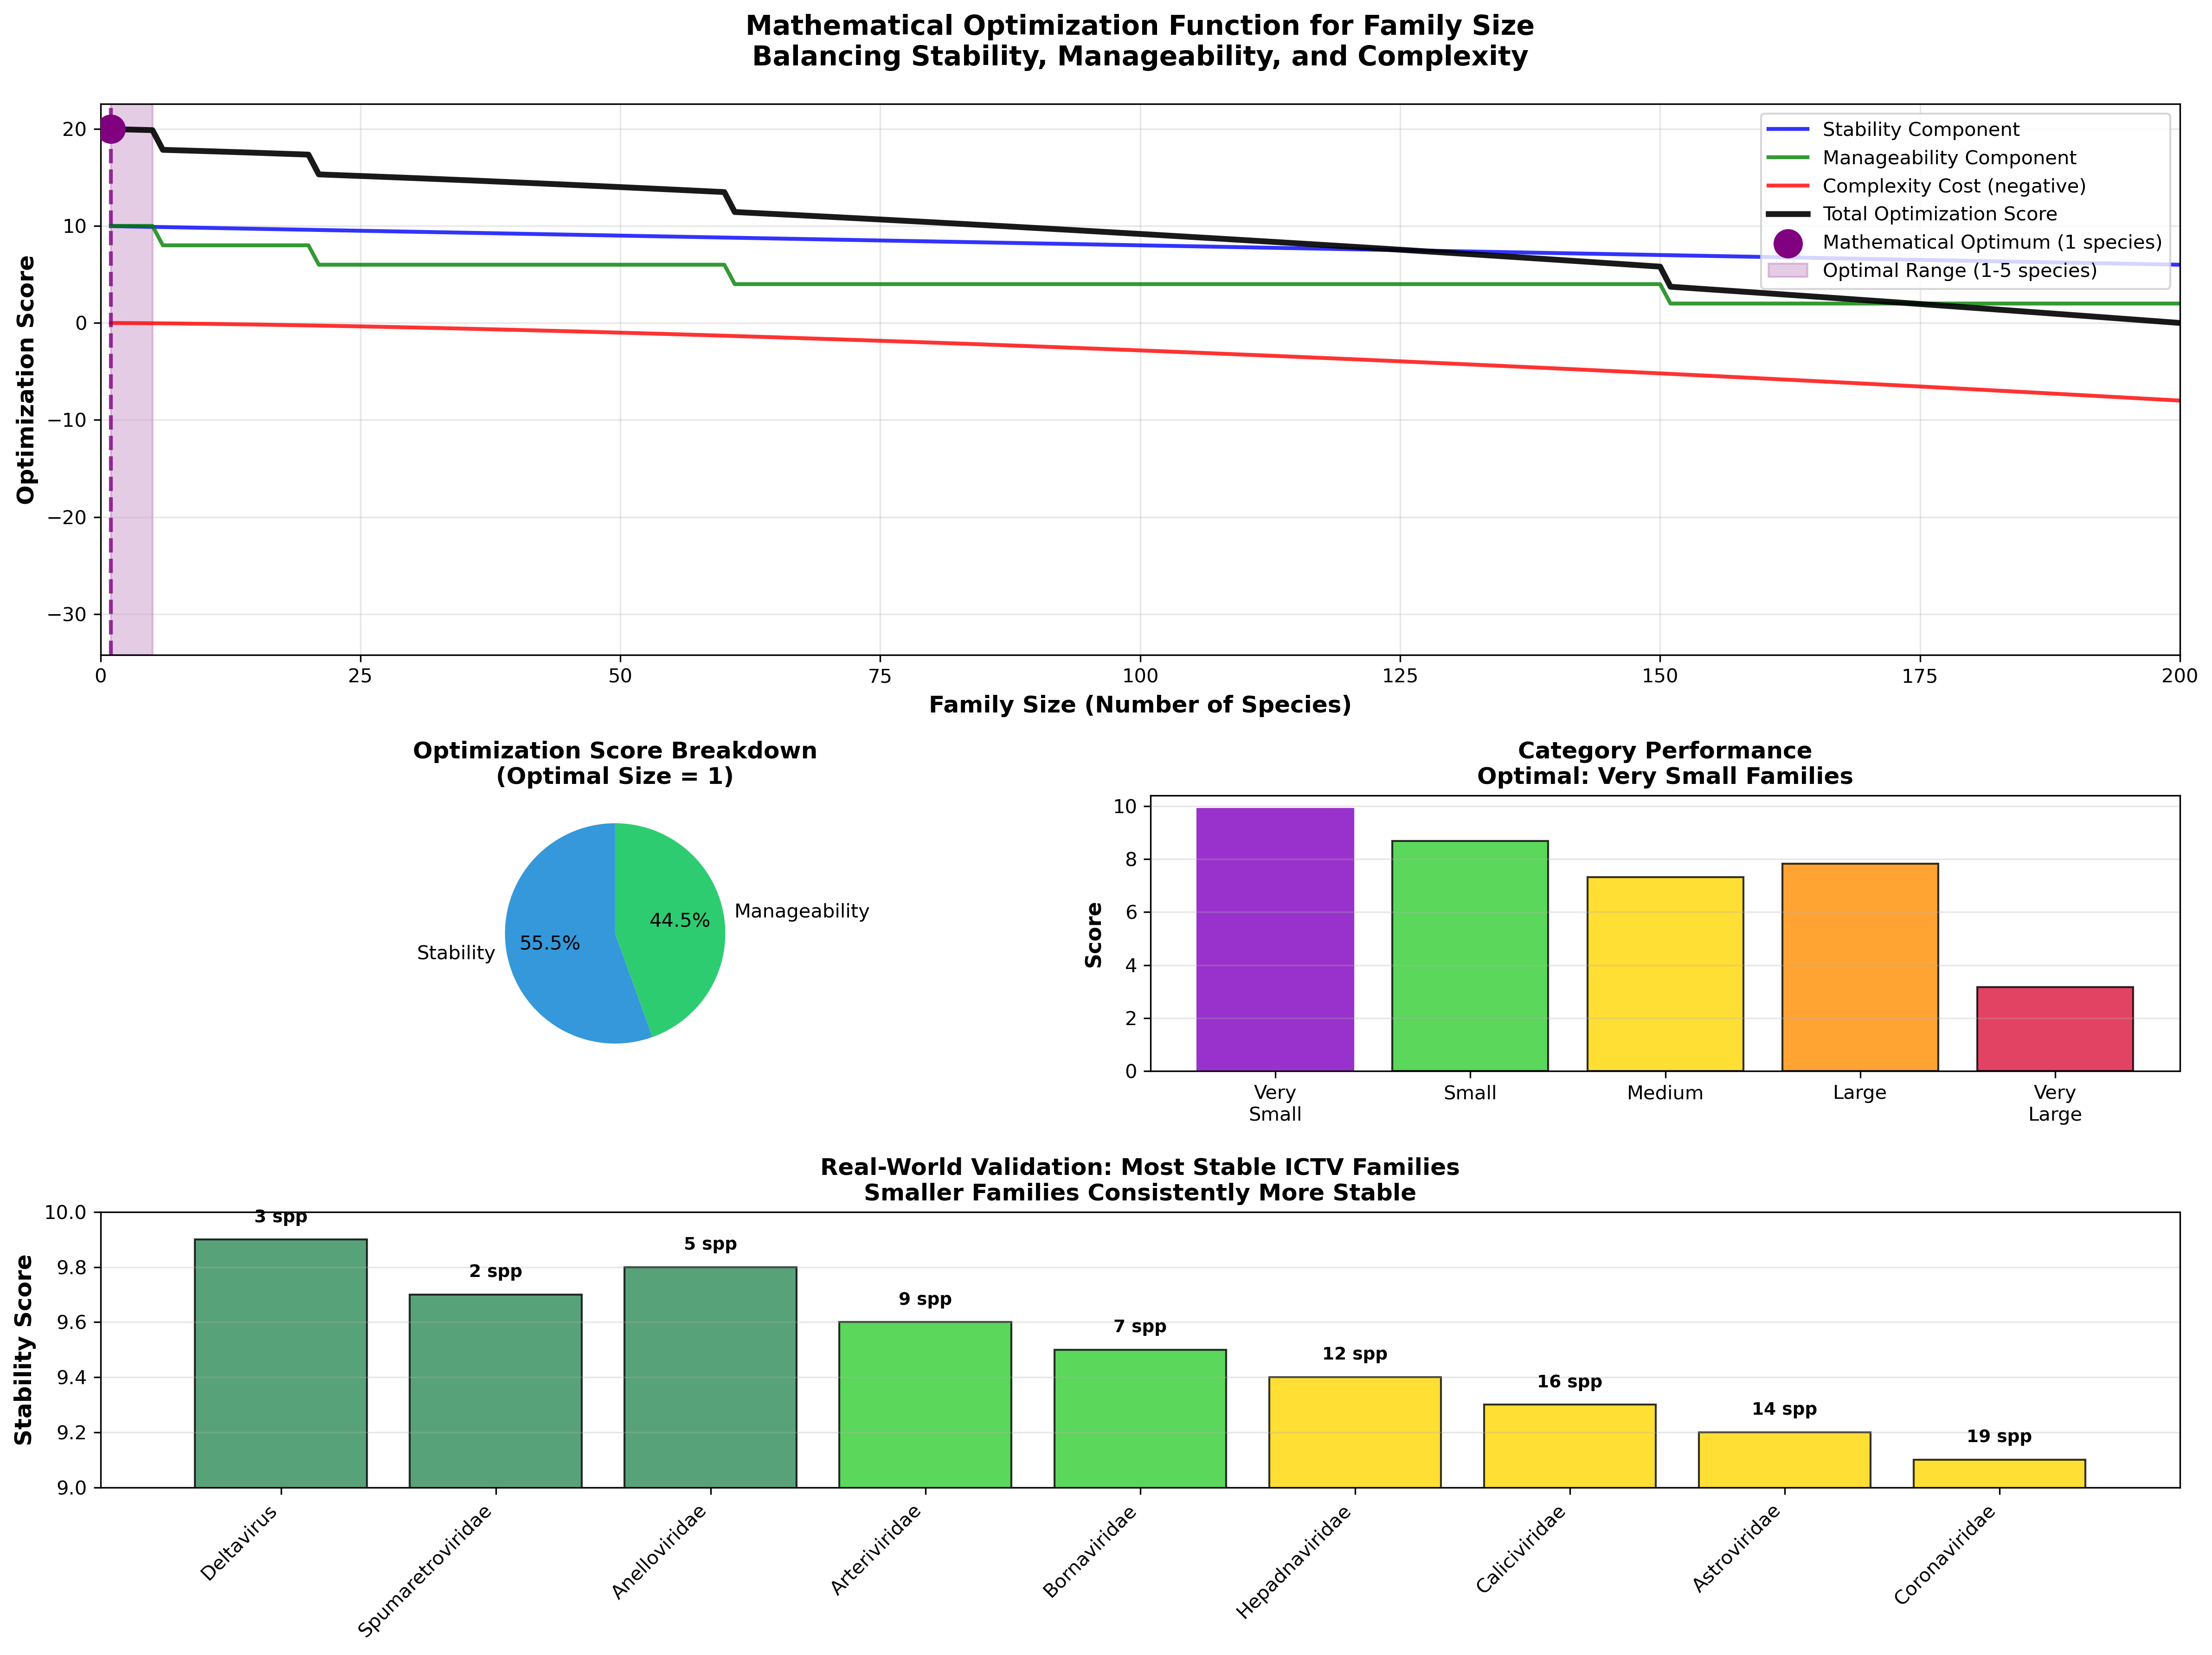 Mathematical Optimization Function for Family Size
Balancing Stability, Manageability, and Complexity
Optimization Score
20
10
0
−10
−20
−30
Stability Component
Manageability Component
Complexity Cost (negative)
Total Optimization Score
Mathematical Optimum (1 species)
Optimal Range (1-5 species)
0 25 50 75 100 125 150 175 200
Family Size (Number of Species)
Optimization Score Breakdown
(Optimal Size = 1)
Manageability
44.5%
55.5%
Stability
Category Performance
Optimal: Very Small Families
Score
10
8
6
4
2
0
Very
Small
Small
Medium
Large
Very
Large
Real-World Validation: Most Stable ICTV Families
Smaller Families Consistently More Stable
Stability Score
10.0
9.8
9.6
9.4
9.2
9.0
3 spp
2 spp
5 spp
9 spp
7 spp
12 spp
16 spp
14 spp
19 spp
Deltavirus
Spumaretroviridae
Anelloviridae
Arteriviridae
Bornaviridae
Hepadnaviridae
Caliciviridae
Astroviridae
Coronaviridae